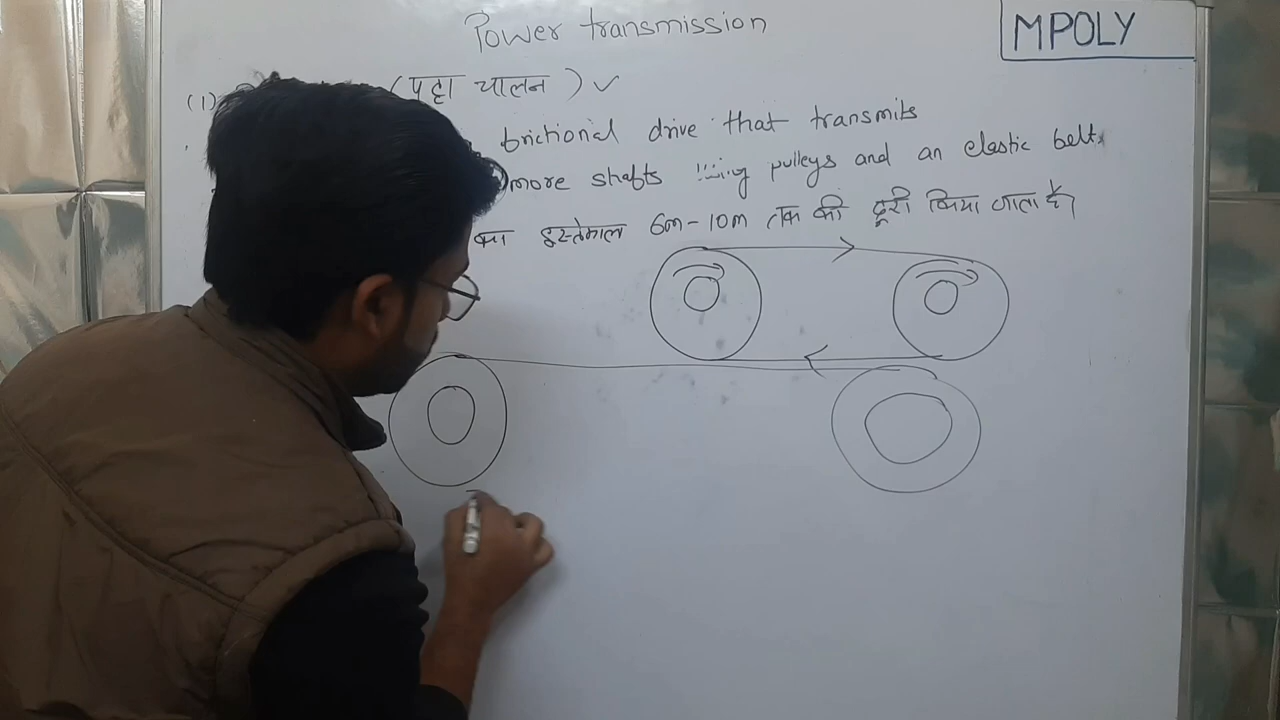 Power transmission
MPOLY
(1) (पट्टा चालन) ✓
frictional drive that transmits
more shafts using pulleys and an elastic belt.
का इस्तेमाल 6m-10m तक की दूरी किया जाता है।